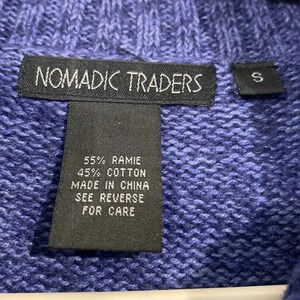 NOMADIC TRADERS
S
55% RAMIE
45% COTTON
MADE IN CHINA
SEE REVERSE
FOR CARE